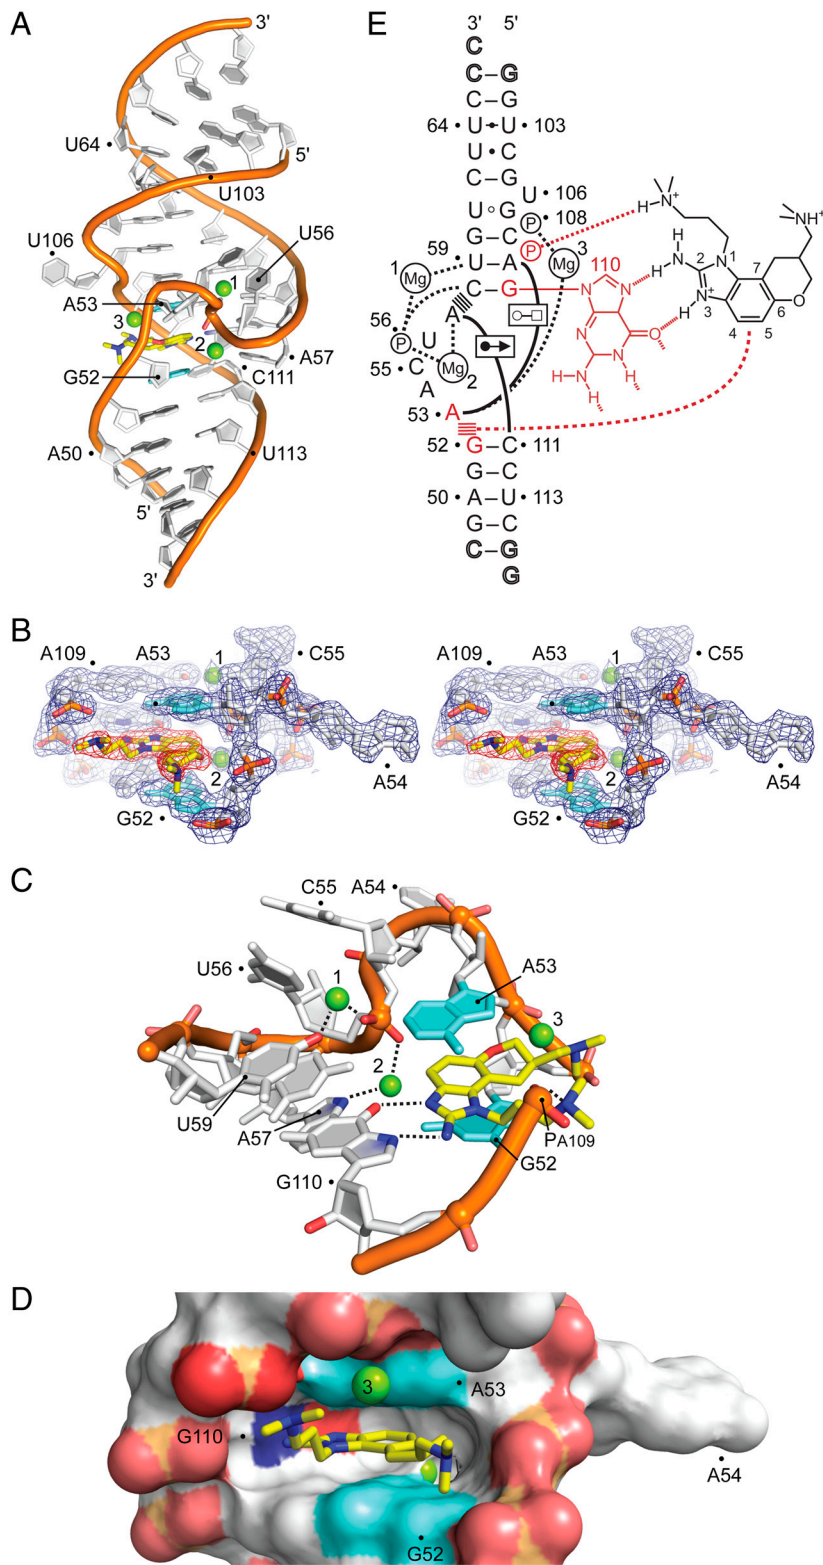 A
3'
U64
5'
U103
U106
U56
A53
1
3
2
A57
G52
C111
A50
U113
5'
3'
E
3' 5'
C
C – G
C – G
64 U U 103
U C
C – G
U G
U 106
P 108
G – C
P
59
U – A
Mg 3
1 Mg
C – G
110
A
56
P
U
Mg 2
55 C
A
53 A
52 G C 111
G – C
50 A – U 113
G – C
C – G
G
N
H +
NH+
H N
H
2 N 1
7
N + 3
H
6
O
4 5
N
N
N
O
N
N–H
H–N
H
H
B
A109 A53 1 C55
2
G52
A54
A109 A53 1 C55
2
G52
A54
C
C55 A54
U56
1
A53
3
2
U59
A57
PA109
G52
G110
D
3
A53
G110
A54
G52